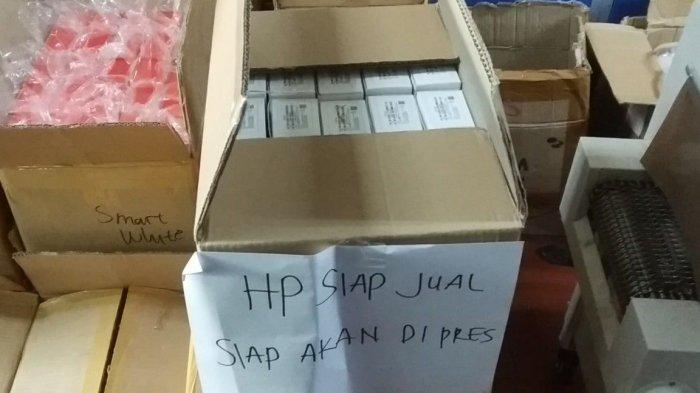 Smart
White
HP SIAP JUAL
SIAP AKAN DI PRES